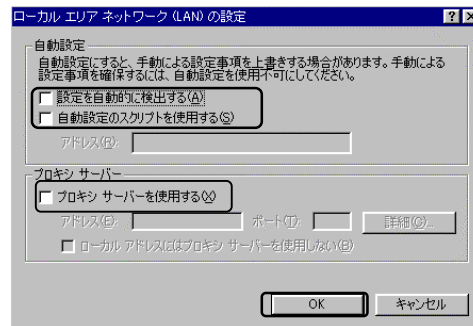 ローカル エリア ネットワーク (LAN) の設定
自動設定
自動設定にすると、手動による設定事項を上書きする場合があります。手動による
設定事項を確保するには、自動設定を使用不可にしてください。
設定を自動的に検出する(A)
自動設定のスクリプトを使用する(S)
アドレス(R):
プロキシ サーバー
プロキシ サーバーを使用する(X)
アドレス(E): ポート(T): 詳細(C)...
ローカル アドレスにはプロキシ サーバーを使用しない(B)
OK キャンセル